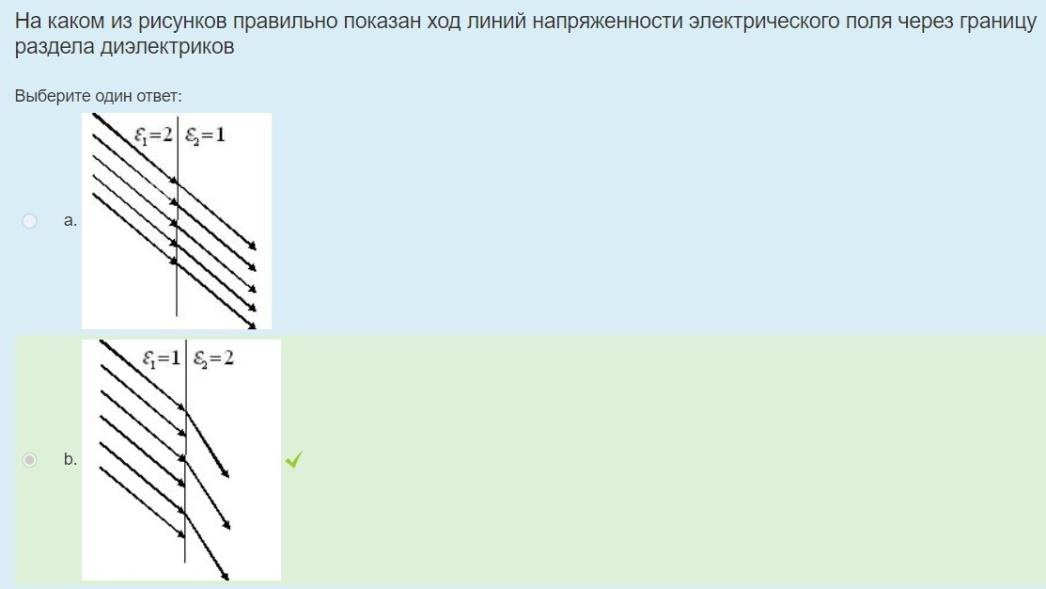 На каком из рисунков правильно показан ход линий напряженности электрического поля через границу
раздела диэлектриков
Выберите один ответ:
ε₁=2 ε₂=1
a.
ε₁=1 ε₂=2
b.